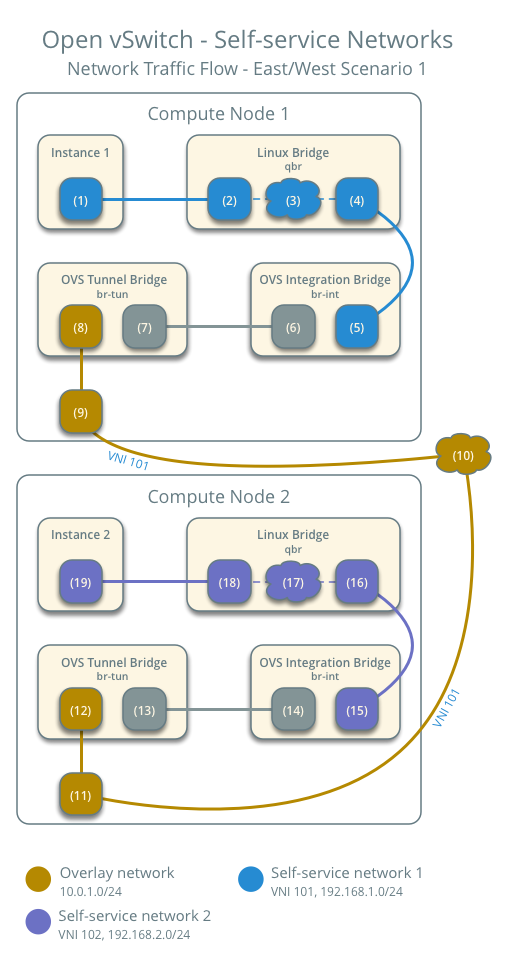 Open vSwitch - Self-service Networks
Network Traffic Flow - East/West Scenario 1
Compute Node 1
Instance 1
(1)
Linux Bridge
qbr
(2)
(3)
(4)
OVS Tunnel Bridge
br-tun
(8)
(7)
OVS Integration Bridge
br-int
(6)
(5)
(9)
VNI 101
(10)
Compute Node 2
Instance 2
(19)
Linux Bridge
qbr
(18)
(17)
(16)
OVS Tunnel Bridge
br-tun
(12)
(13)
OVS Integration Bridge
br-int
(14)
(15)
VNI 101
(11)
Overlay network
10.0.1.0/24
Self-service network 1
VNI 101, 192.168.1.0/24
Self-service network 2
VNI 102, 192.168.2.0/24